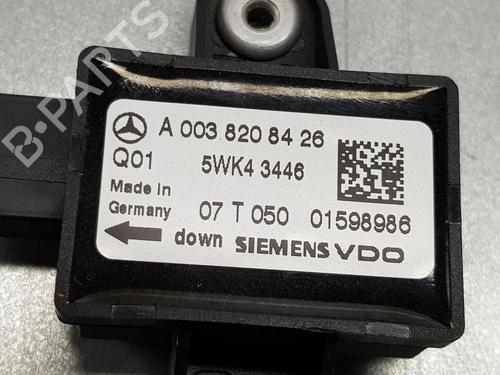 A 003 820 84 26
Q01 5WK4 3446
Made in
Germany 07 T 050 01598986
down SIEMENS VDO
B-PARTS